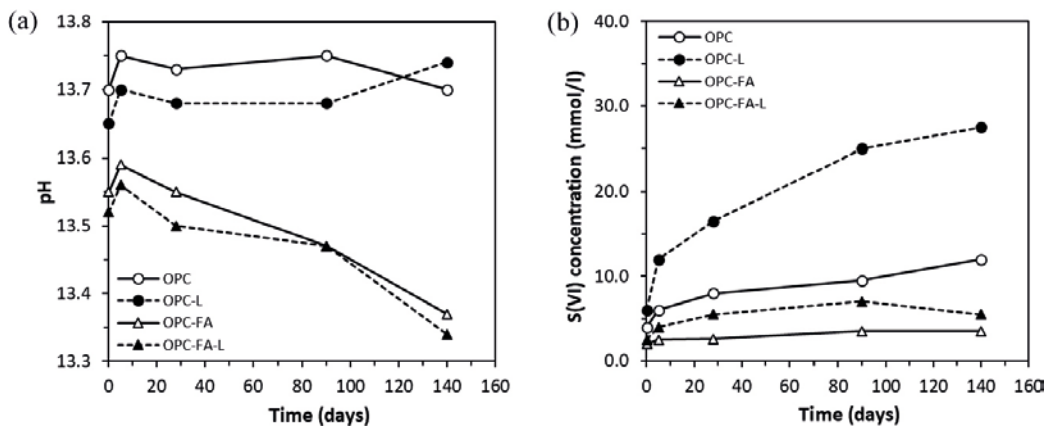 (a)
13.8
13.7
13.6
13.5
13.4
13.3
pH
OPC
OPC-L
OPC-FA
OPC-FA-L
0 20 40 60 80 100 120 140 160
Time (days)
(b)
40.0
30.0
20.0
10.0
0.0
S(VI) concentration (mmol/l)
OPC
OPC-L
OPC-FA
OPC-FA-L
0 20 40 60 80 100 120 140 160
Time (days)